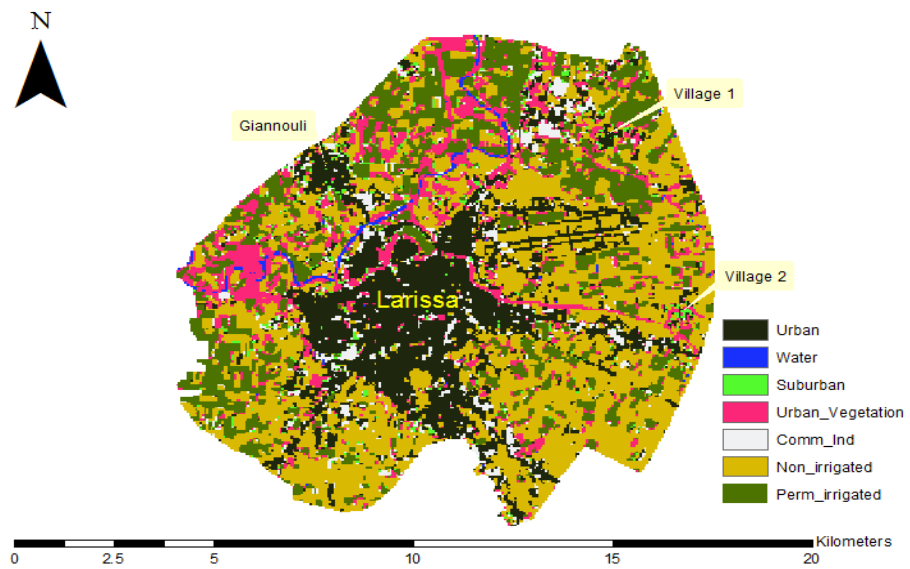 N
Village 1
Giannouli
Village 2
Larissa
Urban
Water
Suburban
Urban_Vegetation
Comm_Ind
Non_irrigated
Perm_irrigated
Kilometers
0 2.5 5 10 15 20